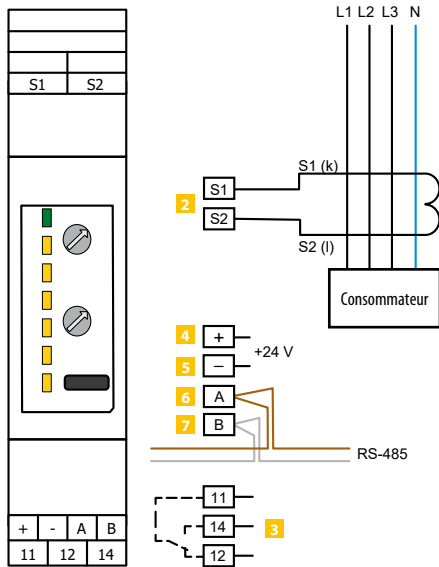 L1 L2 L3 N
S1 S2
S1 (k)
2 S1
S2
S2 (l)
Consommateur
4 +
+24 V
5 –
6 A
7 B
RS-485
11
14 3
12
+ - A B
11 12 14